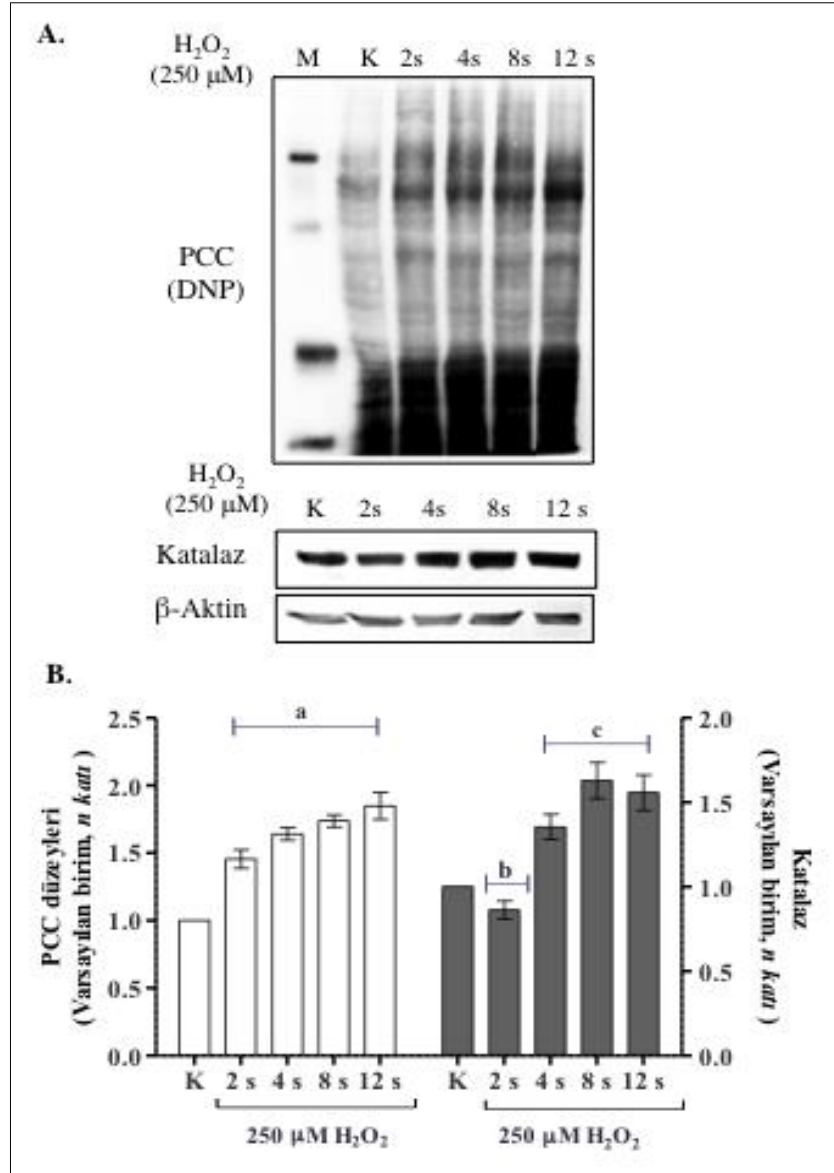 A.
H₂O₂
(250 µM)
M K 2s 4s 8s 12 s
PCC
(DNP)
H₂O₂
(250 µM)
K 2s 4s 8s 12 s
Katalaz
β-Aktin
B.
PCC düzeyleri
(Varsayılan birim, n katı )
2.5
2.0
1.5
1.0
0.5
0.0
a
b
c
2.0
1.5
1.0
0.5
0.0
Katalaz
(Varsayılan birim, n katı )
K 2 s 4 s 8 s 12 s K 2 s 4 s 8 s 12 s
250 µM H₂O₂ 250 µM H₂O₂